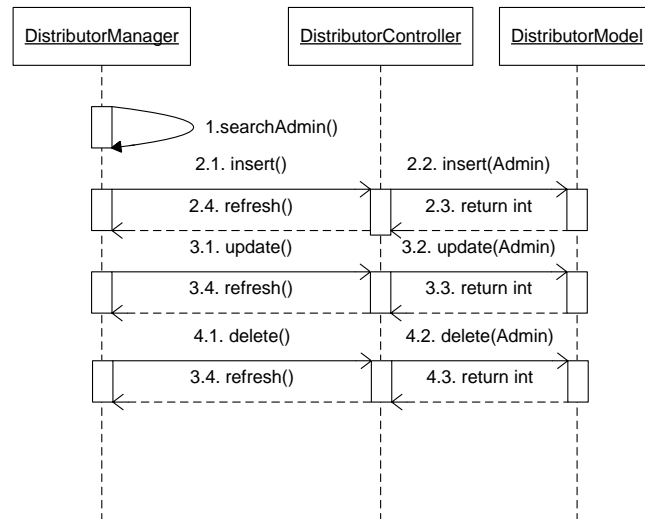 DistributorManager
DistributorController
DistributorModel
1.searchAdmin()
2.1. insert()
2.2. insert(Admin)
2.4. refresh()
2.3. return int
3.1. update()
3.2. update(Admin)
3.4. refresh()
3.3. return int
4.1. delete()
4.2. delete(Admin)
3.4. refresh()
4.3. return int